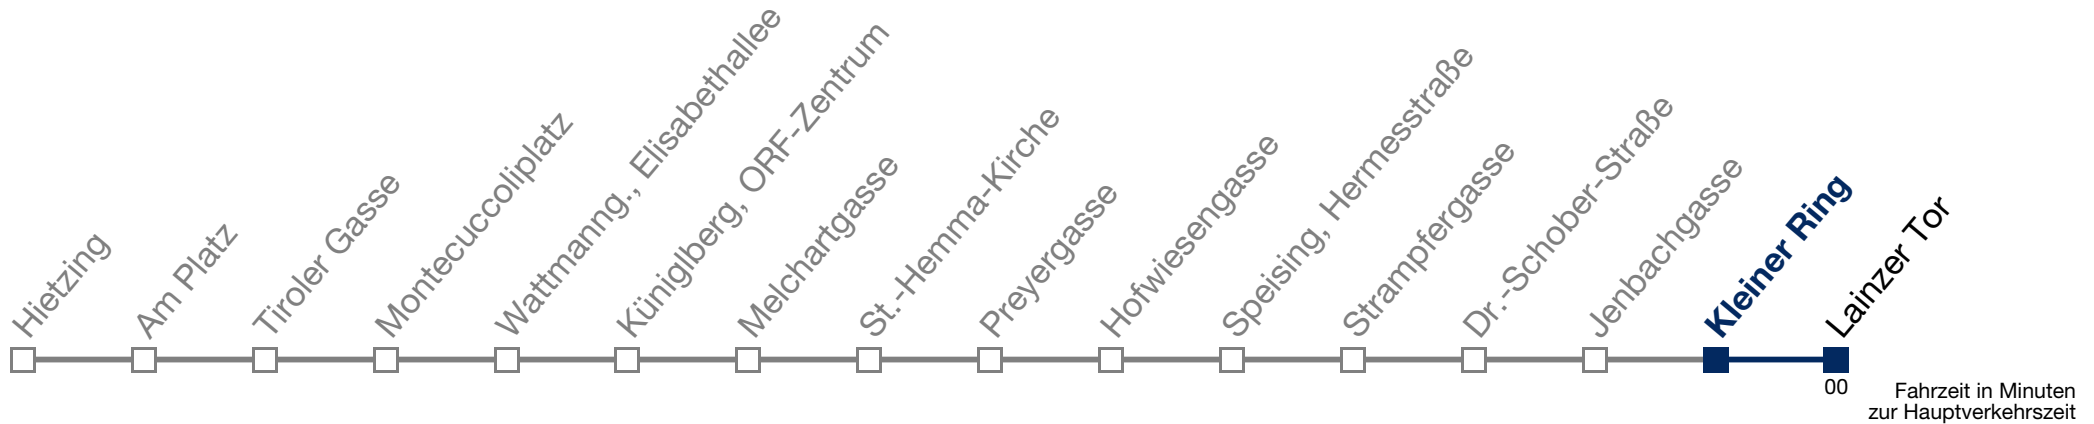 Hietzing
Am Platz
Tiroler Gasse
Montecuccoliplatz
Wattmanng., Elisabethallee
Küniglberg, ORF-Zentrum
Melchartgasse
St.-Hemma-Kirche
Preyergasse
Hofwiesengasse
Speising, Hermesstraße
Strampfergasse
Dr.-Schober-Straße
Jenbachgasse
Kleiner Ring
Lainzer Tor
00
Fahrzeit in Minuten
zur Hauptverkehrszeit